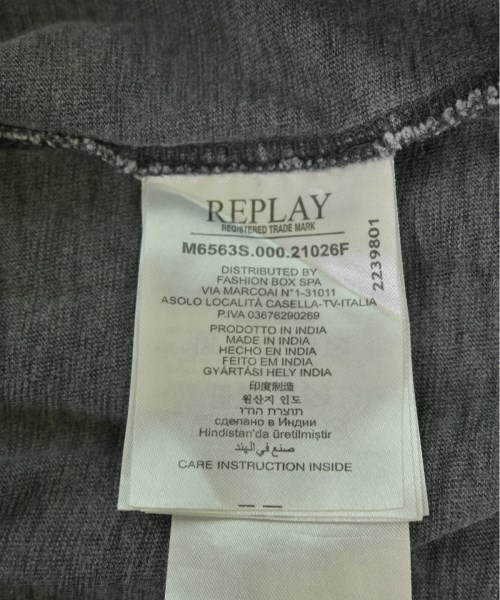 REPLAY
REGISTERED TRADE MARK
M6563S.000.21026F
2239801
DISTRIBUTED BY
FASHION BOX SPA
VIA MARCOAI N°1-31011
ASOLO LOCALITÀ CASELLA-TV-ITALIA
P.IVA 03676290269
PRODOTTO IN INDIA
MADE IN INDIA
HECHO EN INDIA
FEITO EM INDIA
GYÁRTÁSI HELY INDIA
印度制造
원산지 인도
תוצרת הודו
сделано в Индии
Hindistan'da üretilmiştir
صنع في الهند
CARE INSTRUCTION INSIDE